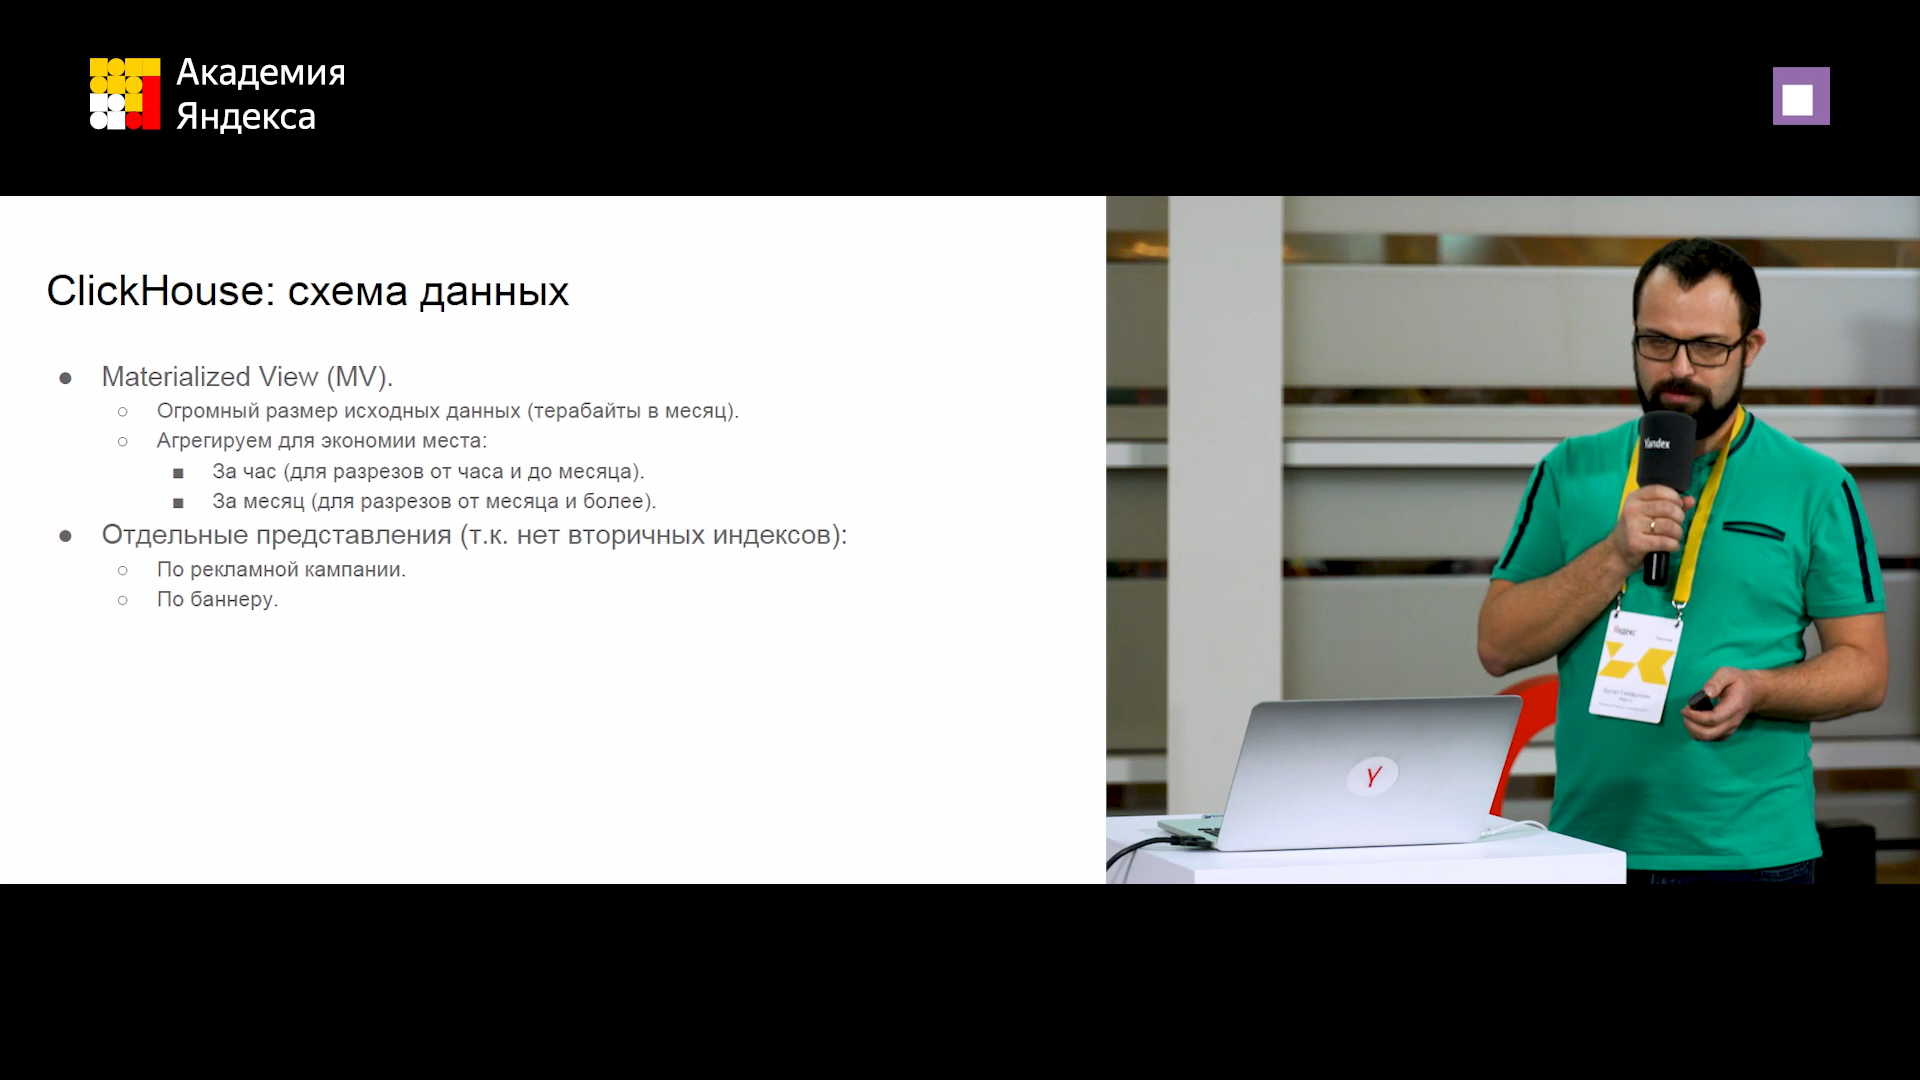 Академия
Яндекса
ClickHouse: схема данных
● Materialized View (MV).
○ Огромный размер исходных данных (терабайты в месяц).
○ Агрегируем для экономии места:
■ За час (для разрезов от часа и до месяца).
■ За месяц (для разрезов от месяца и более).
● Отдельные представления (т.к. нет вторичных индексов):
○ По рекламной кампании.
○ По баннеру.
Yandex
Яндекс
Y